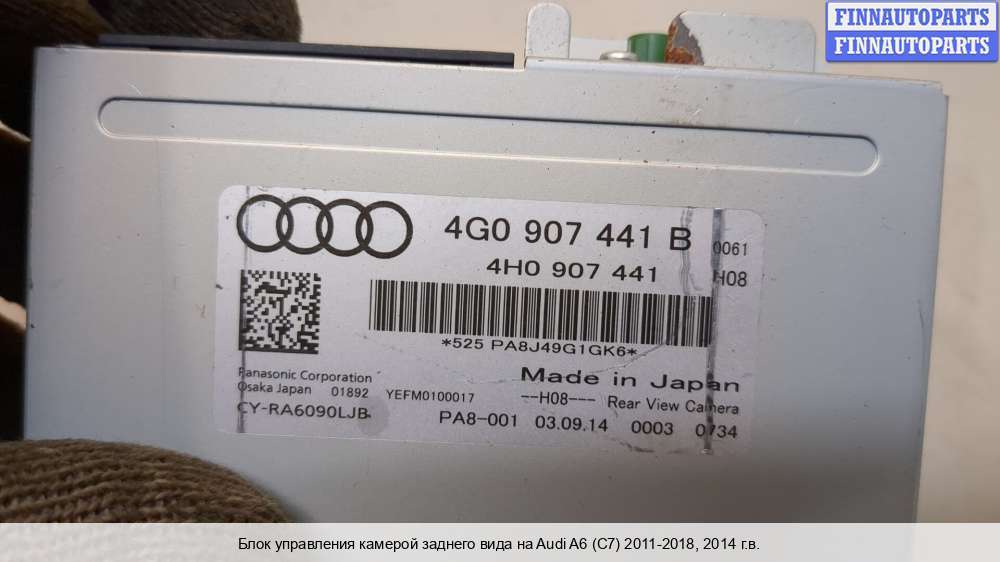 FINNAUTOPARTS
FINNAUTOPARTS
4G0 907 441 B 0061
4H0 907 441 H08
*525 PA8J49G1GK6*
Made in Japan
Panasonic Corporation
Osaka Japan 01892 YEFM0100017 --H08--- Rear View Camera
CY-RA6090LJB PA8-001 03.09.14 0003 0734
Блок управления камерой заднего вида на Audi A6 (C7) 2011-2018, 2014 г.в.